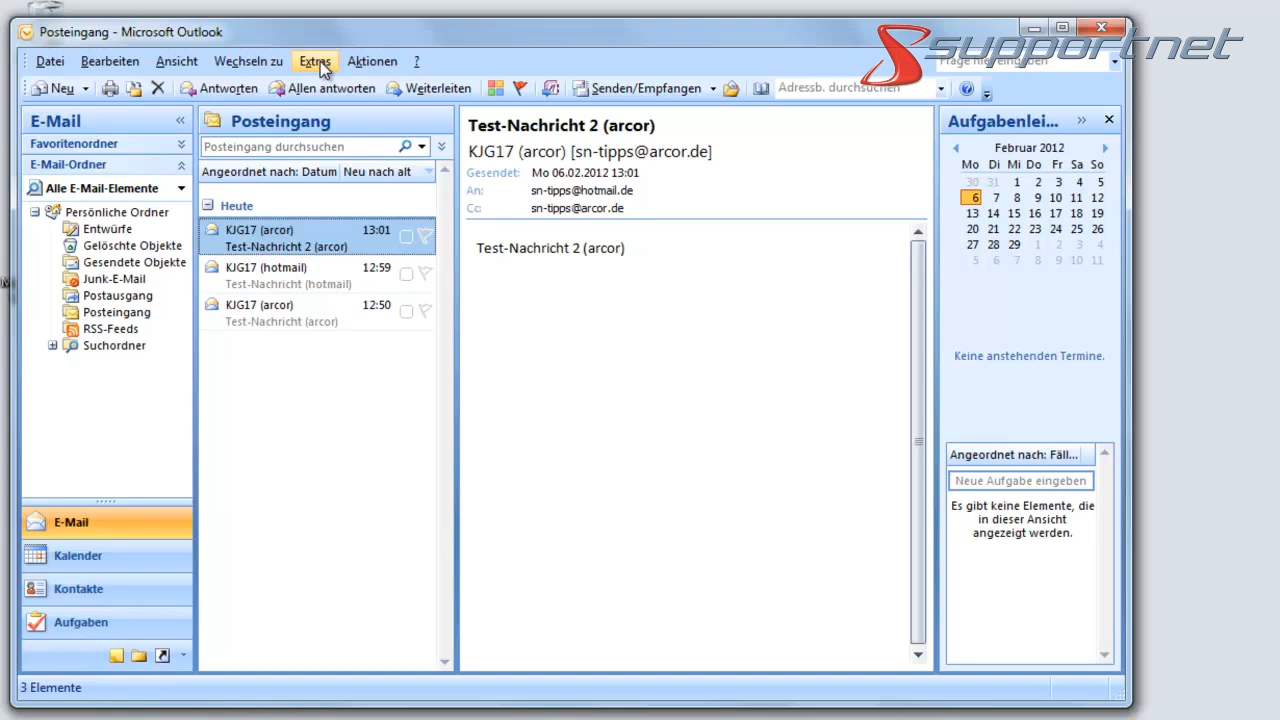 Posteingang - Microsoft Outlook
supportnet
Datei Bearbeiten Ansicht Wechseln zu Extras Aktionen ?
Neu Antworten Allen antworten Weiterleiten Senden/Empfangen Adressb. durchsuchen
E-Mail
Favoritenordner
E-Mail-Ordner
Alle E-Mail-Elemente
Persönliche Ordner
Entwürfe
Gelöschte Objekte
Gesendete Objekte
Junk-E-Mail
Postausgang
Posteingang
RSS-Feeds
Suchordner
E-Mail
Kalender
Kontakte
Aufgaben
3 Elemente
Posteingang
Posteingang durchsuchen
Angeordnet nach: Datum Neu nach alt
Heute
KJG17 (arcor) 13:01
Test-Nachricht 2 (arcor)
KJG17 (hotmail) 12:59
Test-Nachricht (hotmail)
KJG17 (arcor) 12:50
Test-Nachricht (arcor)
Test-Nachricht 2 (arcor)
KJG17 (arcor) [sn-tipps@arcor.de]
Gesendet: Mo 06.02.2012 13:01
An: sn-tipps@hotmail.de
Cc: sn-tipps@arcor.de
Test-Nachricht 2 (arcor)
Aufgabenlei...
Februar 2012
Mo Di Mi Do Fr Sa So
30 31 1 2 3 4 5
6 7 8 9 10 11 12
13 14 15 16 17 18 19
20 21 22 23 24 25 26
27 28 29 1 2 3 4
5 6 7 8 9 10 11
Keine anstehenden Termine.
Angeordnet nach: Fäll...
Neue Aufgabe eingeben
Es gibt keine Elemente, die
in dieser Ansicht
angezeigt werden.